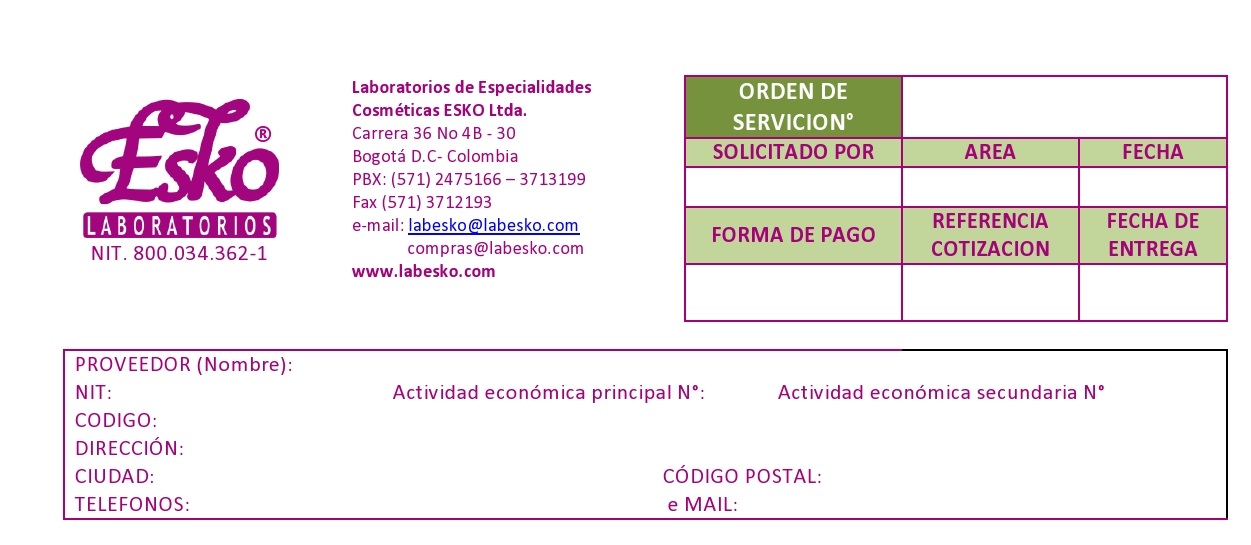 Esko®
LABORATORIOS
NIT. 800.034.362-1
Laboratorios de Especialidades
Cosméticas ESKO Ltda.
Carrera 36 No 4B - 30
Bogotá D.C- Colombia
PBX: (571) 2475166 – 3713199
Fax (571) 3712193
e-mail: labesko@labesko.com
compras@labesko.com
www.labesko.com
ORDEN DE
SERVICION°
SOLICITADO POR AREA FECHA
FORMA DE PAGO REFERENCIA COTIZACION FECHA DE ENTREGA
PROVEEDOR (Nombre):
NIT: Actividad económica principal N°: Actividad económica secundaria N°
CODIGO:
DIRECCIÓN:
CIUDAD: CÓDIGO POSTAL:
TELEFONOS: e MAIL: